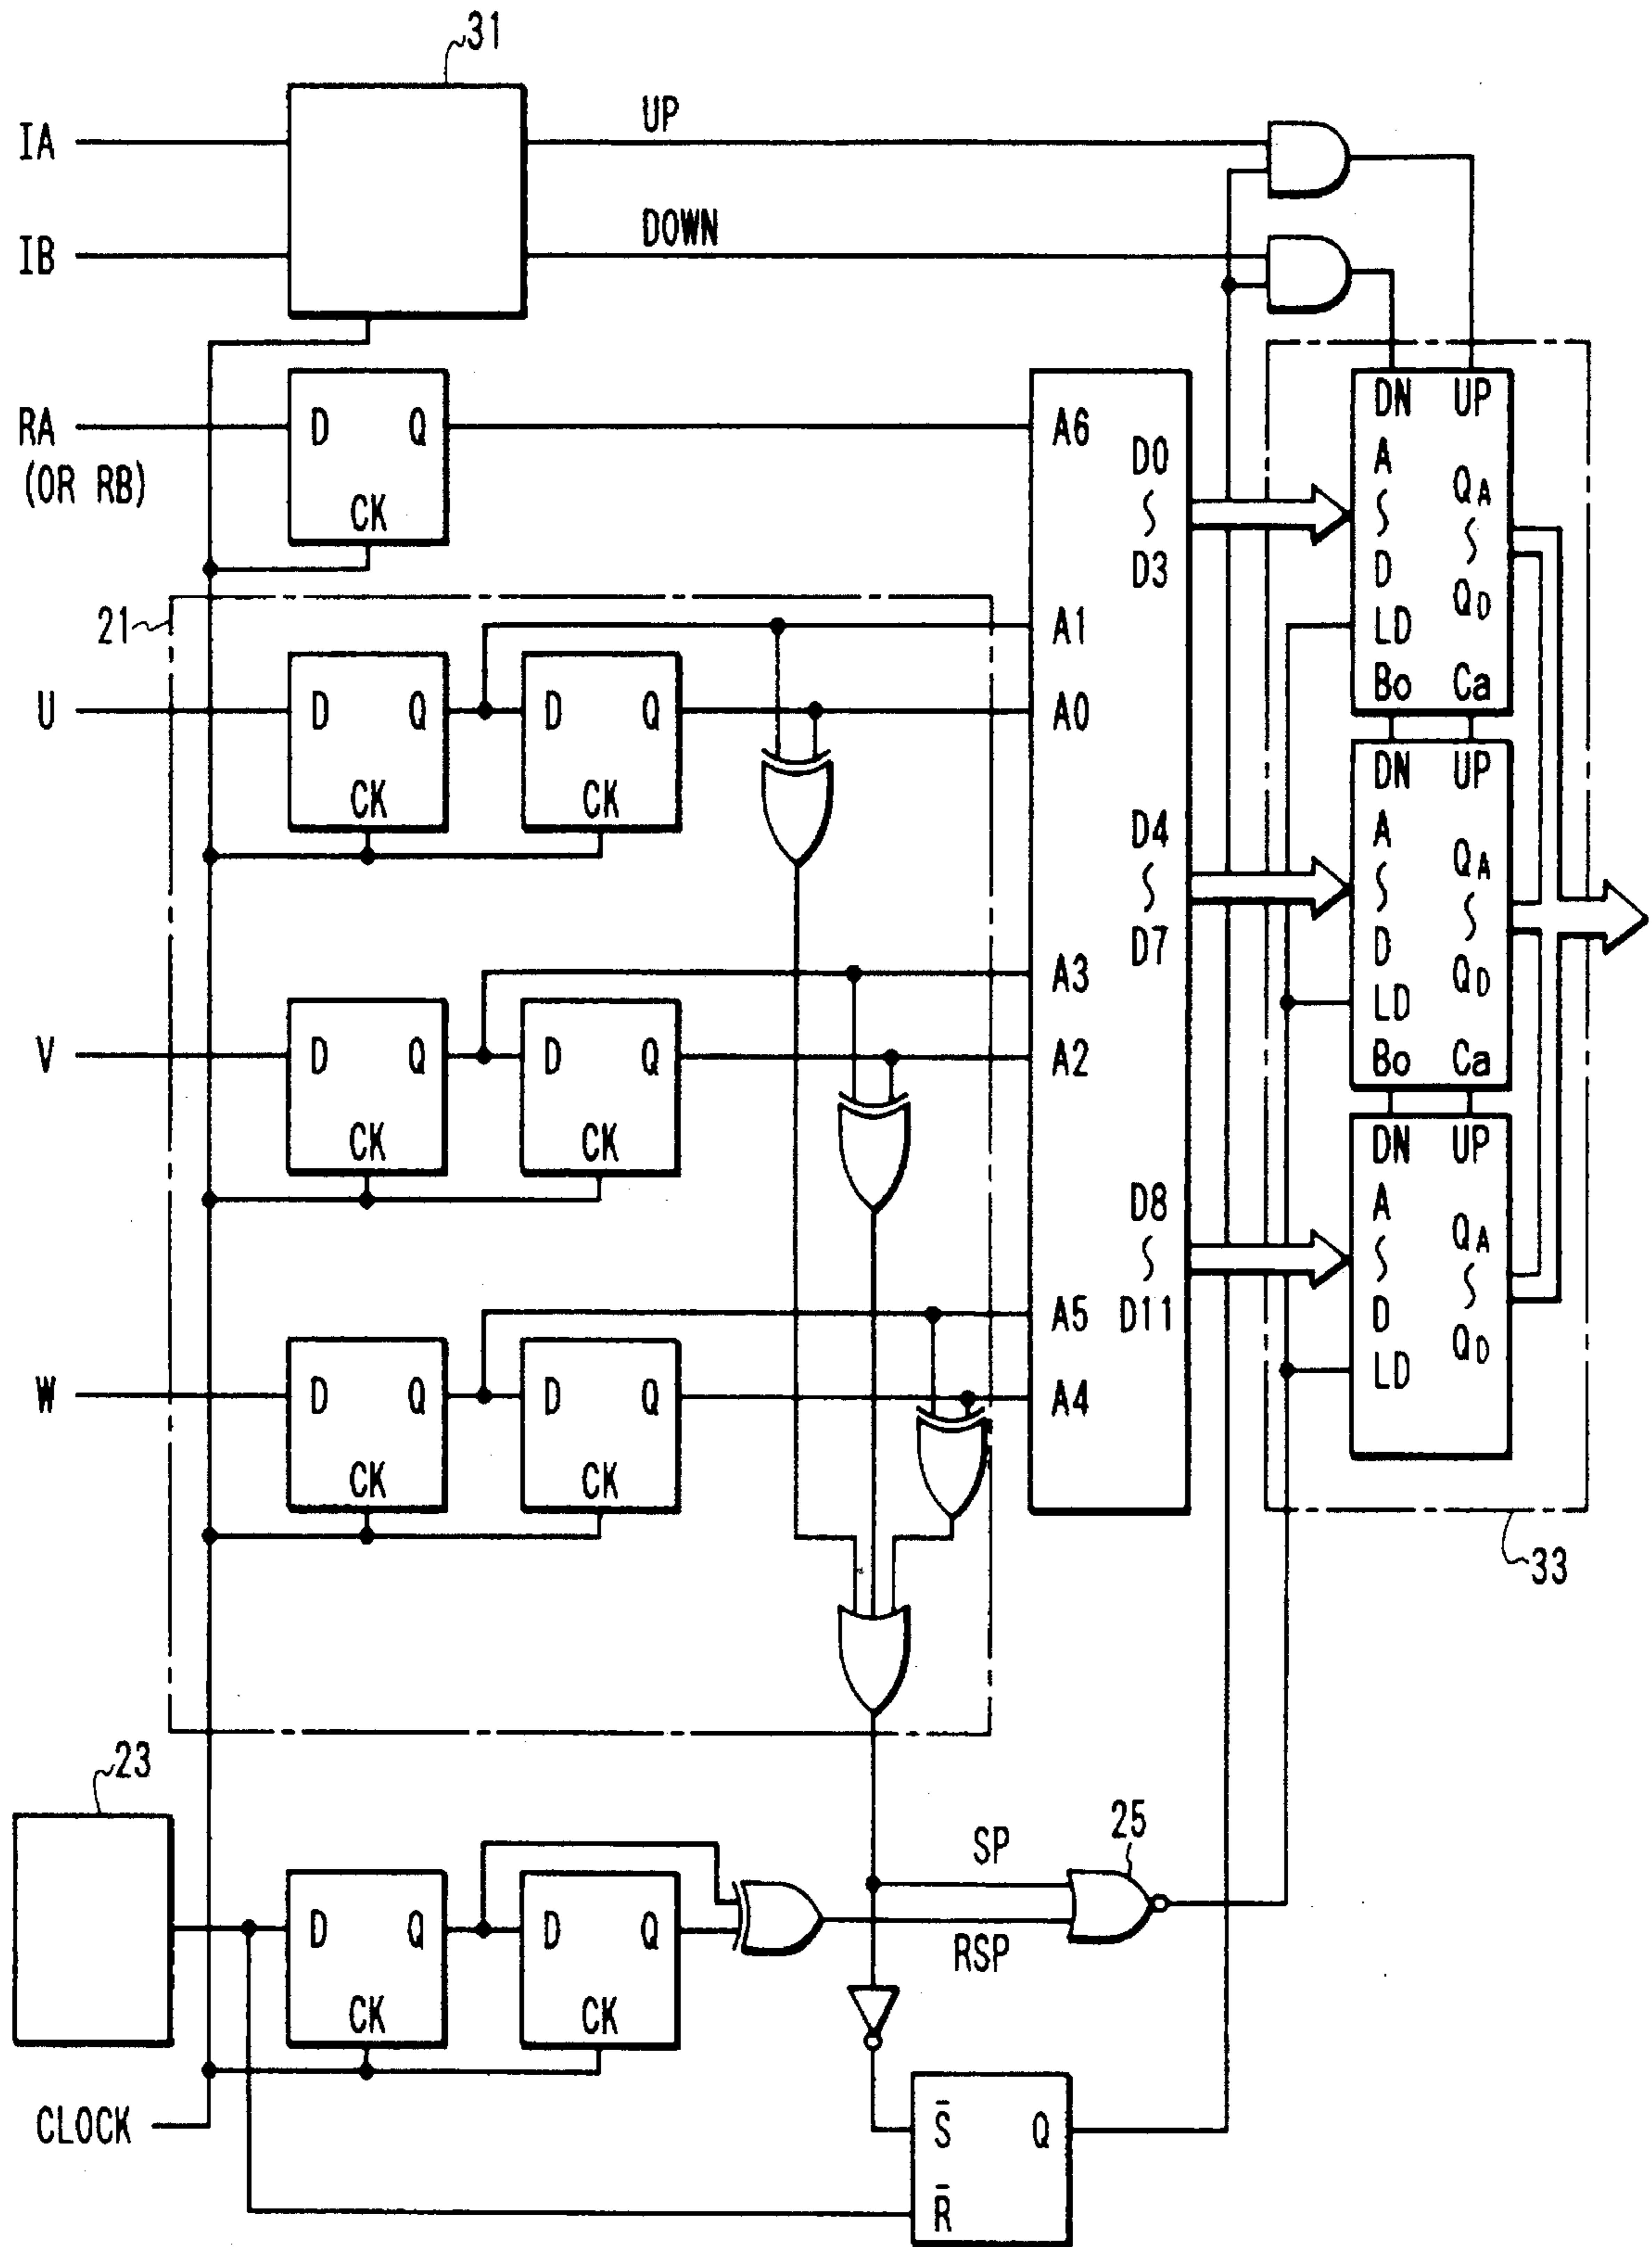 31
IA
UP
IB
DOWN
RA
(OR RB)
D Q
CK
A6
D0
∫
D3
DN UP
A
∫
D
QA
∫
QD
LD
Bo Ca
21
A1
U
D Q
CK
D Q
CK
A0
D4
∫
D7
DN UP
A
∫
D
QA
∫
QD
LD
Bo Ca
A3
V
D Q
CK
D Q
CK
A2
D8
∫
D11
DN UP
A
∫
D
QA
∫
QD
LD
A5
W
D Q
CK
D Q
CK
A4
33
23
D Q
CK
D Q
CK
SP
RSP
25
CLOCK
S̄ Q
R̄